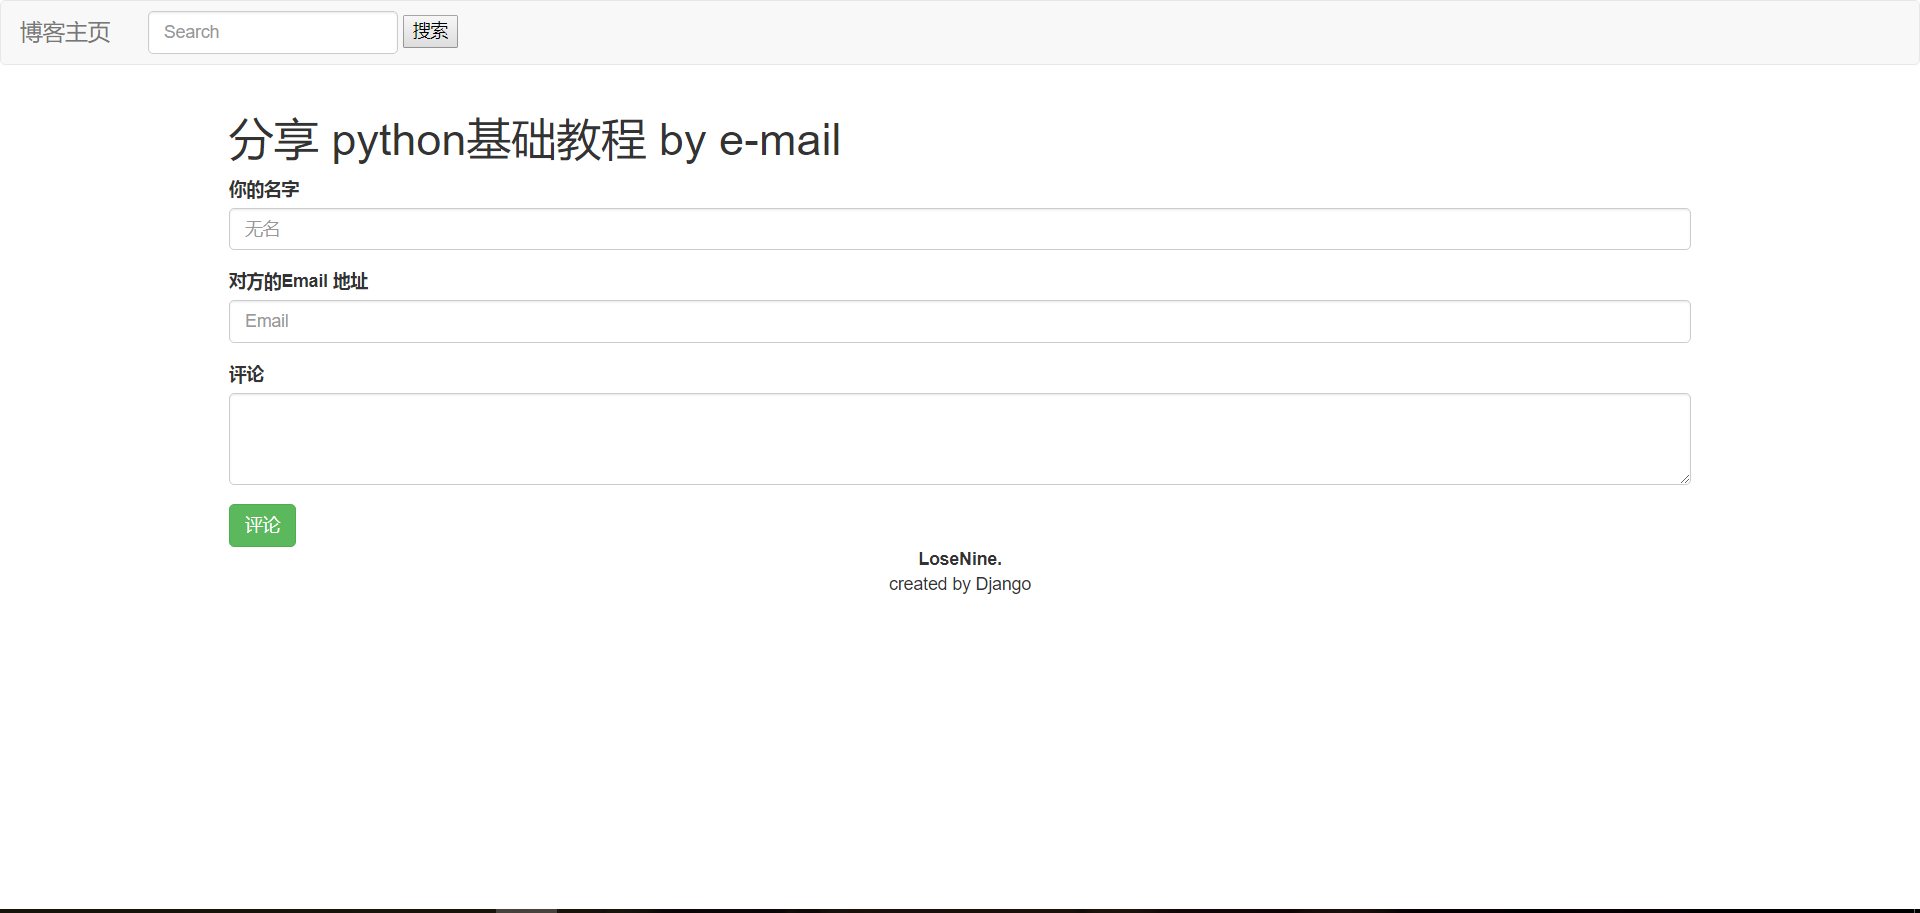 博客主页 Search 搜索
分享 python基础教程 by e-mail
你的名字
无名
对方的Email 地址
Email
评论
评论
LoseNine.
created by Django